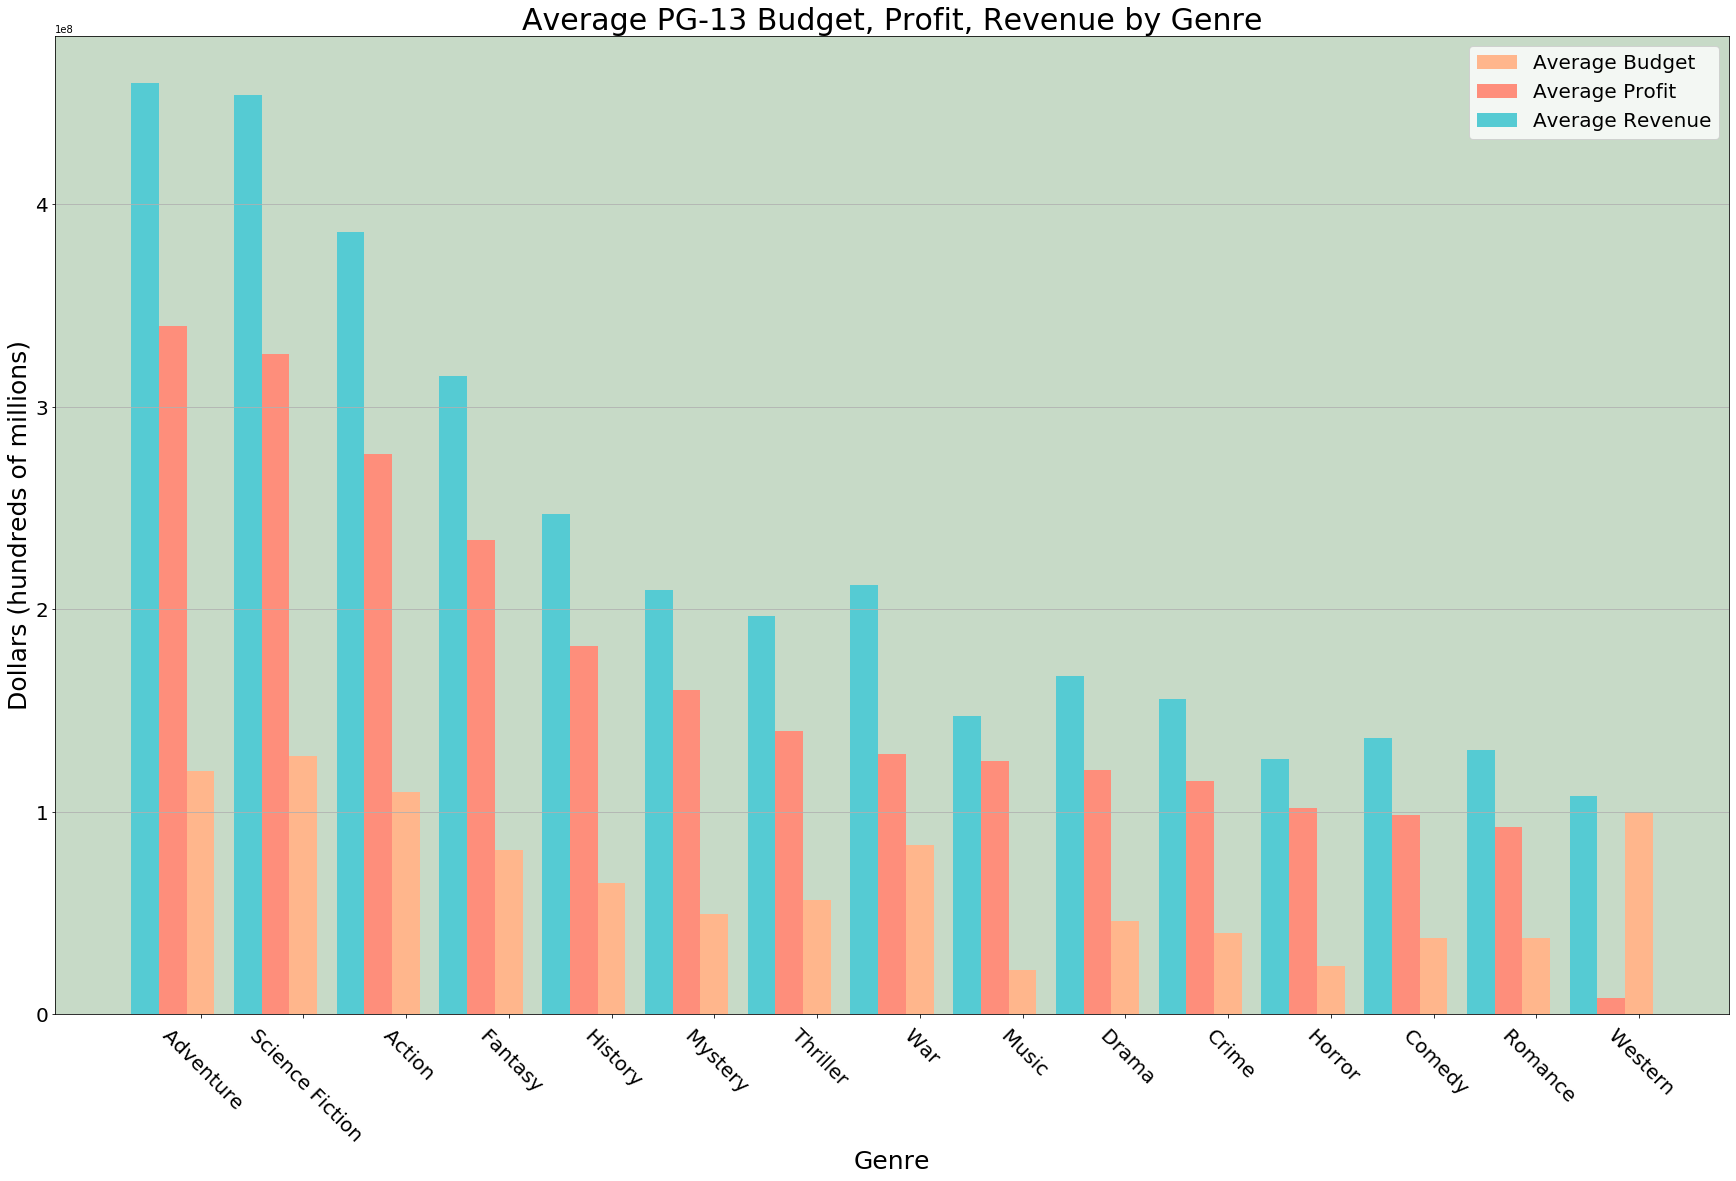 Average PG-13 Budget, Profit, Revenue by Genre
1e8
Average Budget
Average Profit
Average Revenue
Dollars (hundreds of millions)
4
3
2
1
0
Adventure
Science Fiction
Action
Fantasy
History
Mystery
Thriller
War
Music
Drama
Crime
Horror
Comedy
Romance
Western
Genre